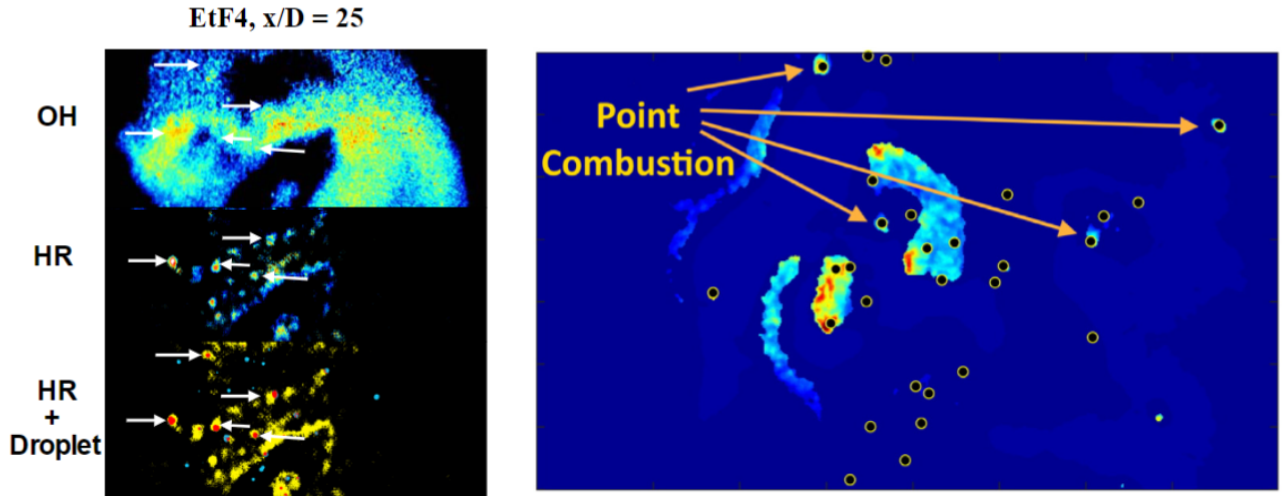 EtF4, x/D = 25
OH
HR
HR
+
Droplet
Point
Combustion